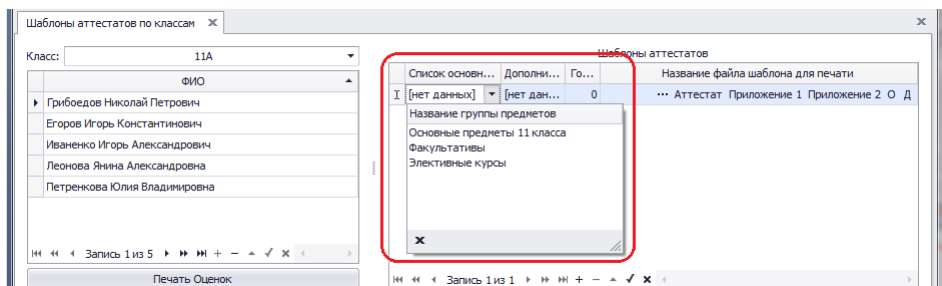 Шаблоны аттестатов по классам
Класс: 11А
ФИО
Грибоедов Николай Петрович
Егоров Игорь Константинович
Иваненко Игорь Александрович
Леонова Янина Александровна
Петренкова Юлия Владимировна
Запись 1 из 5
Печать Оценок
Шаблоны аттестатов
Список основн... Дополни... Го... Название файла шаблона для печати
[нет данных] [нет дан... 0 ... Аттестат Приложение 1 Приложение 2 О Д
Название группы предметов
Основные предметы 11 класса
Факультативы
Элективные курсы
Запись 1 из 1